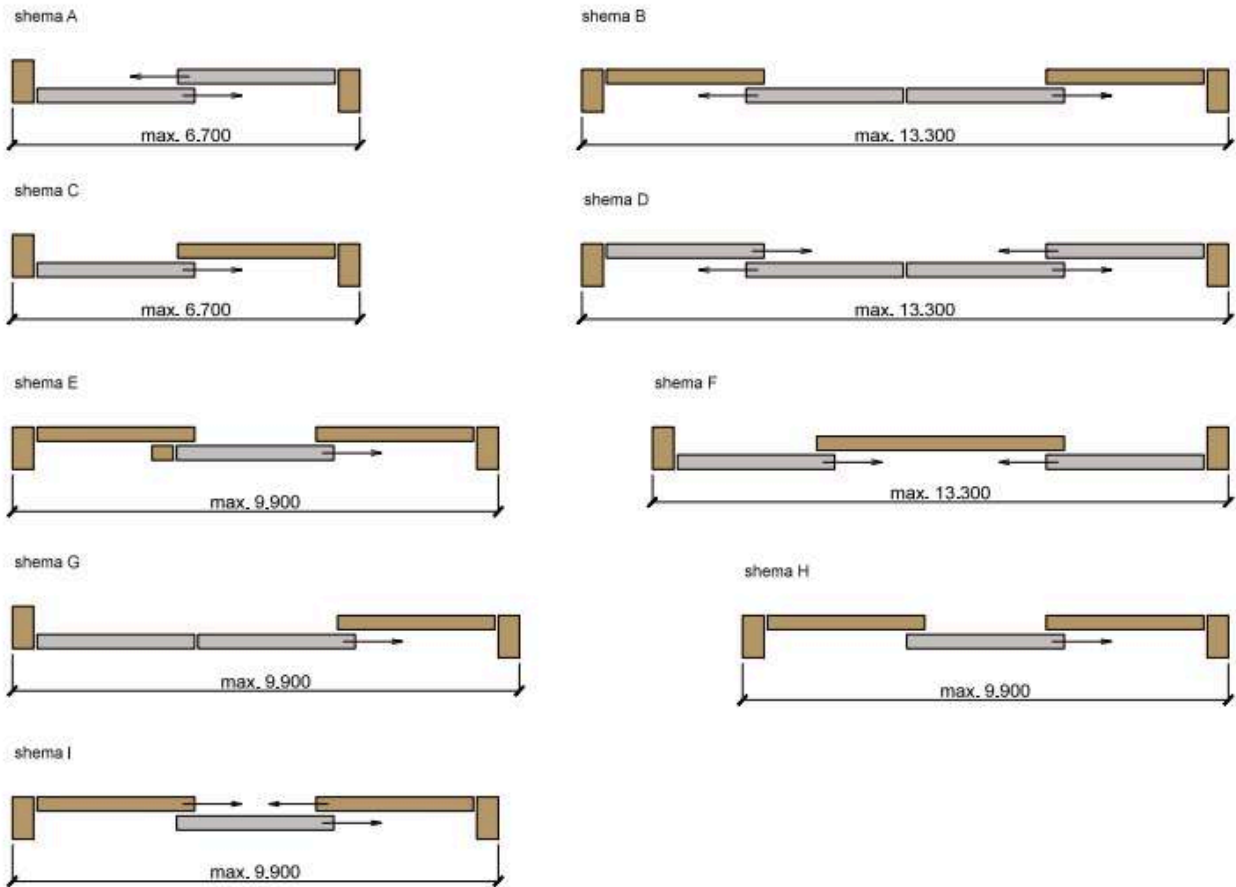 shema A
max. 6.700
shema B
max. 13.300
shema C
max. 6.700
shema D
max. 13.300
shema E
max. 9.900
shema F
max. 13.300
shema G
max. 9.900
shema H
max. 9.900
shema I
max. 9.900